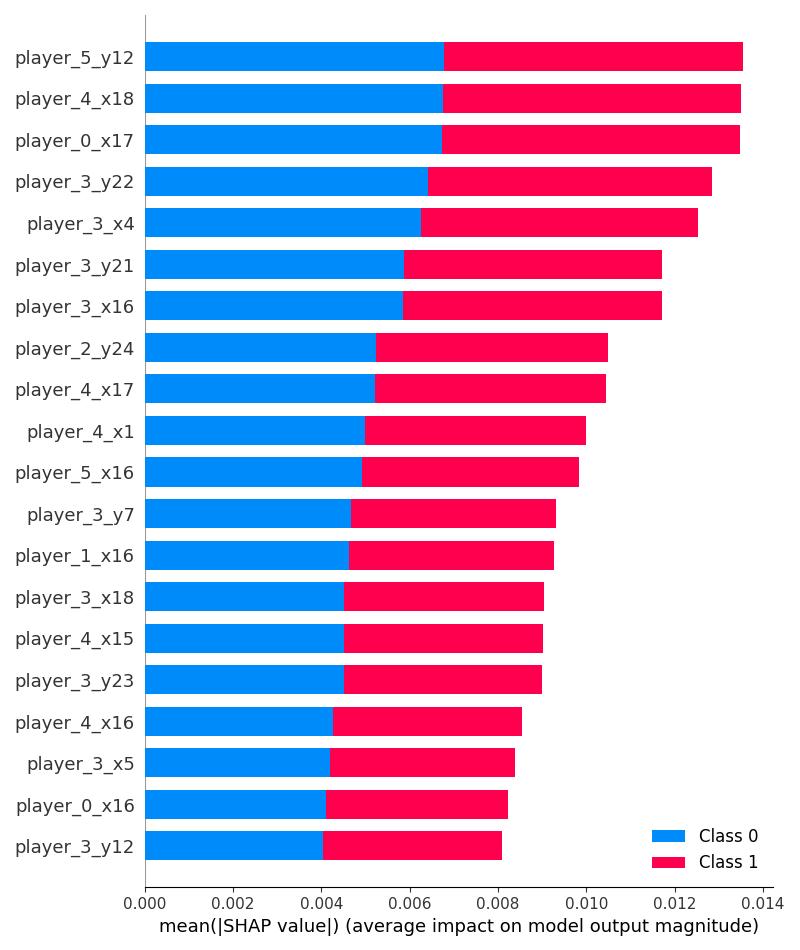 player_5_y12
player_4_x18
player_0_x17
player_3_y22
player_3_x4
player_3_y21
player_3_x16
player_2_y24
player_4_x17
player_4_x1
player_5_x16
player_3_y7
player_1_x16
player_3_x18
player_4_x15
player_3_y23
player_4_x16
player_3_x5
player_0_x16
player_3_y12
Class 0
Class 1
0.000 0.002 0.004 0.006 0.008 0.010 0.012 0.014
mean(|SHAP value|) (average impact on model output magnitude)